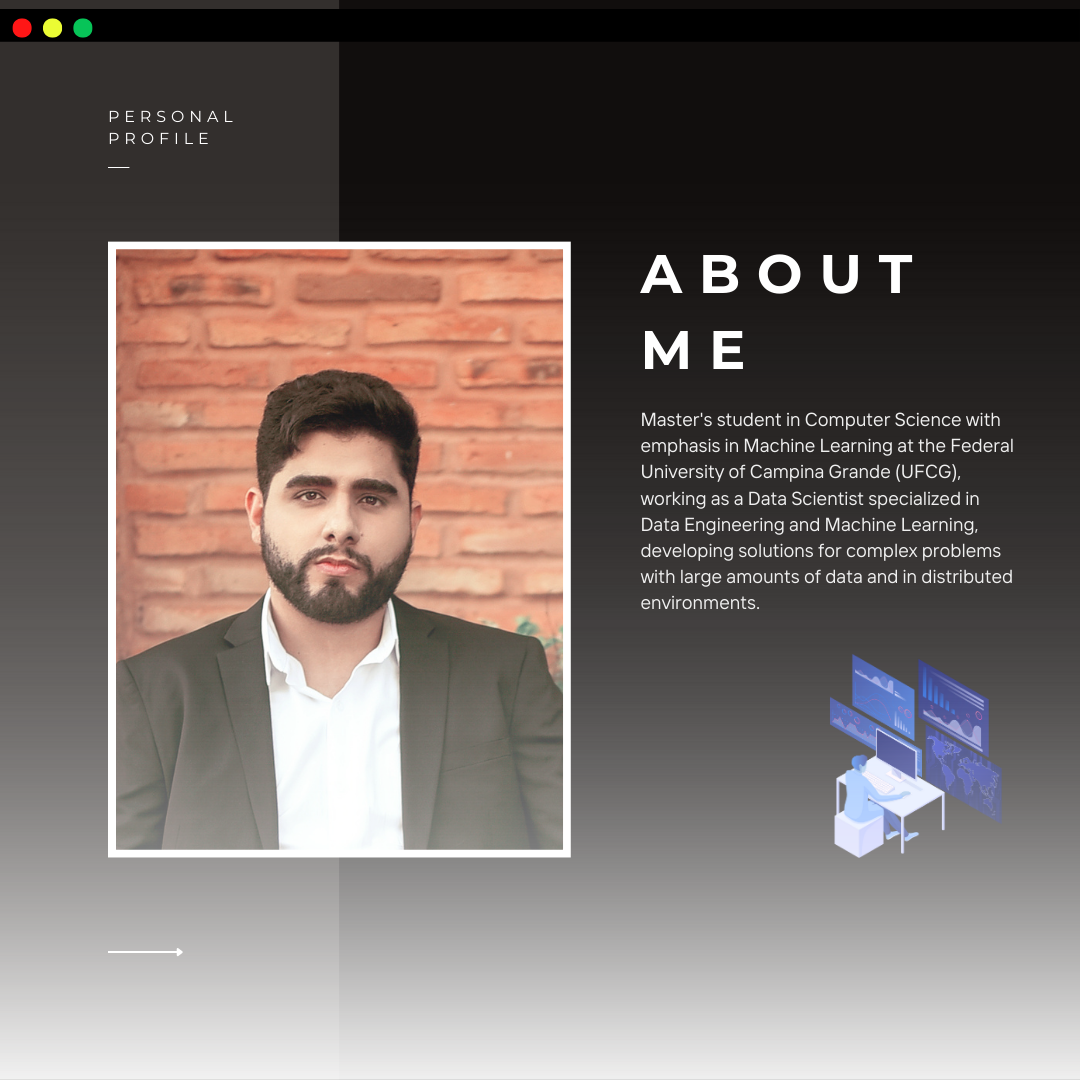 PERSONAL
PROFILE
ABOUT
ME
Master's student in Computer Science with
emphasis in Machine Learning at the Federal
University of Campina Grande (UFCG),
working as a Data Scientist specialized in
Data Engineering and Machine Learning,
developing solutions for complex problems
with large amounts of data and in distributed
environments.